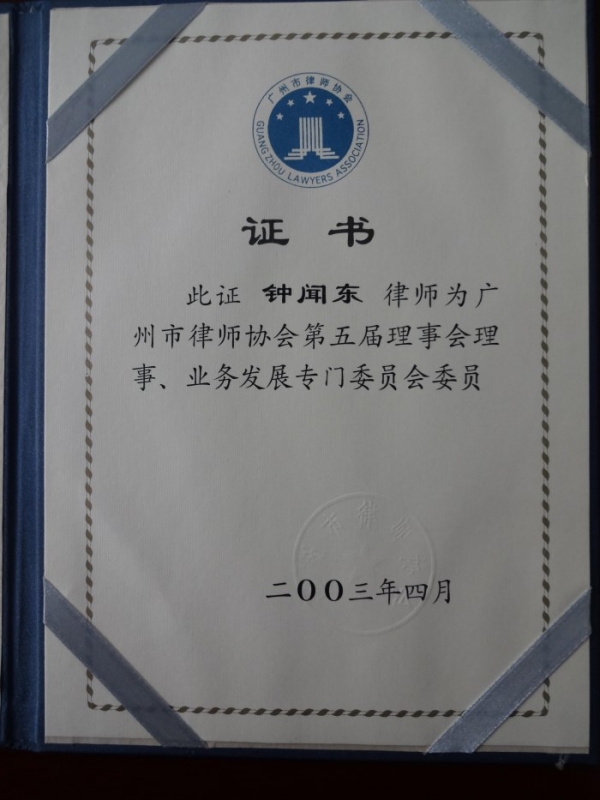 广州市律师协会
GUANGZHOU LAWYERS ASSOCIATION
证 书
此证 钟闻东 律师为广
州市律师协会第五届理事会理
事、业务发展专门委员会委员
二〇〇三年四月